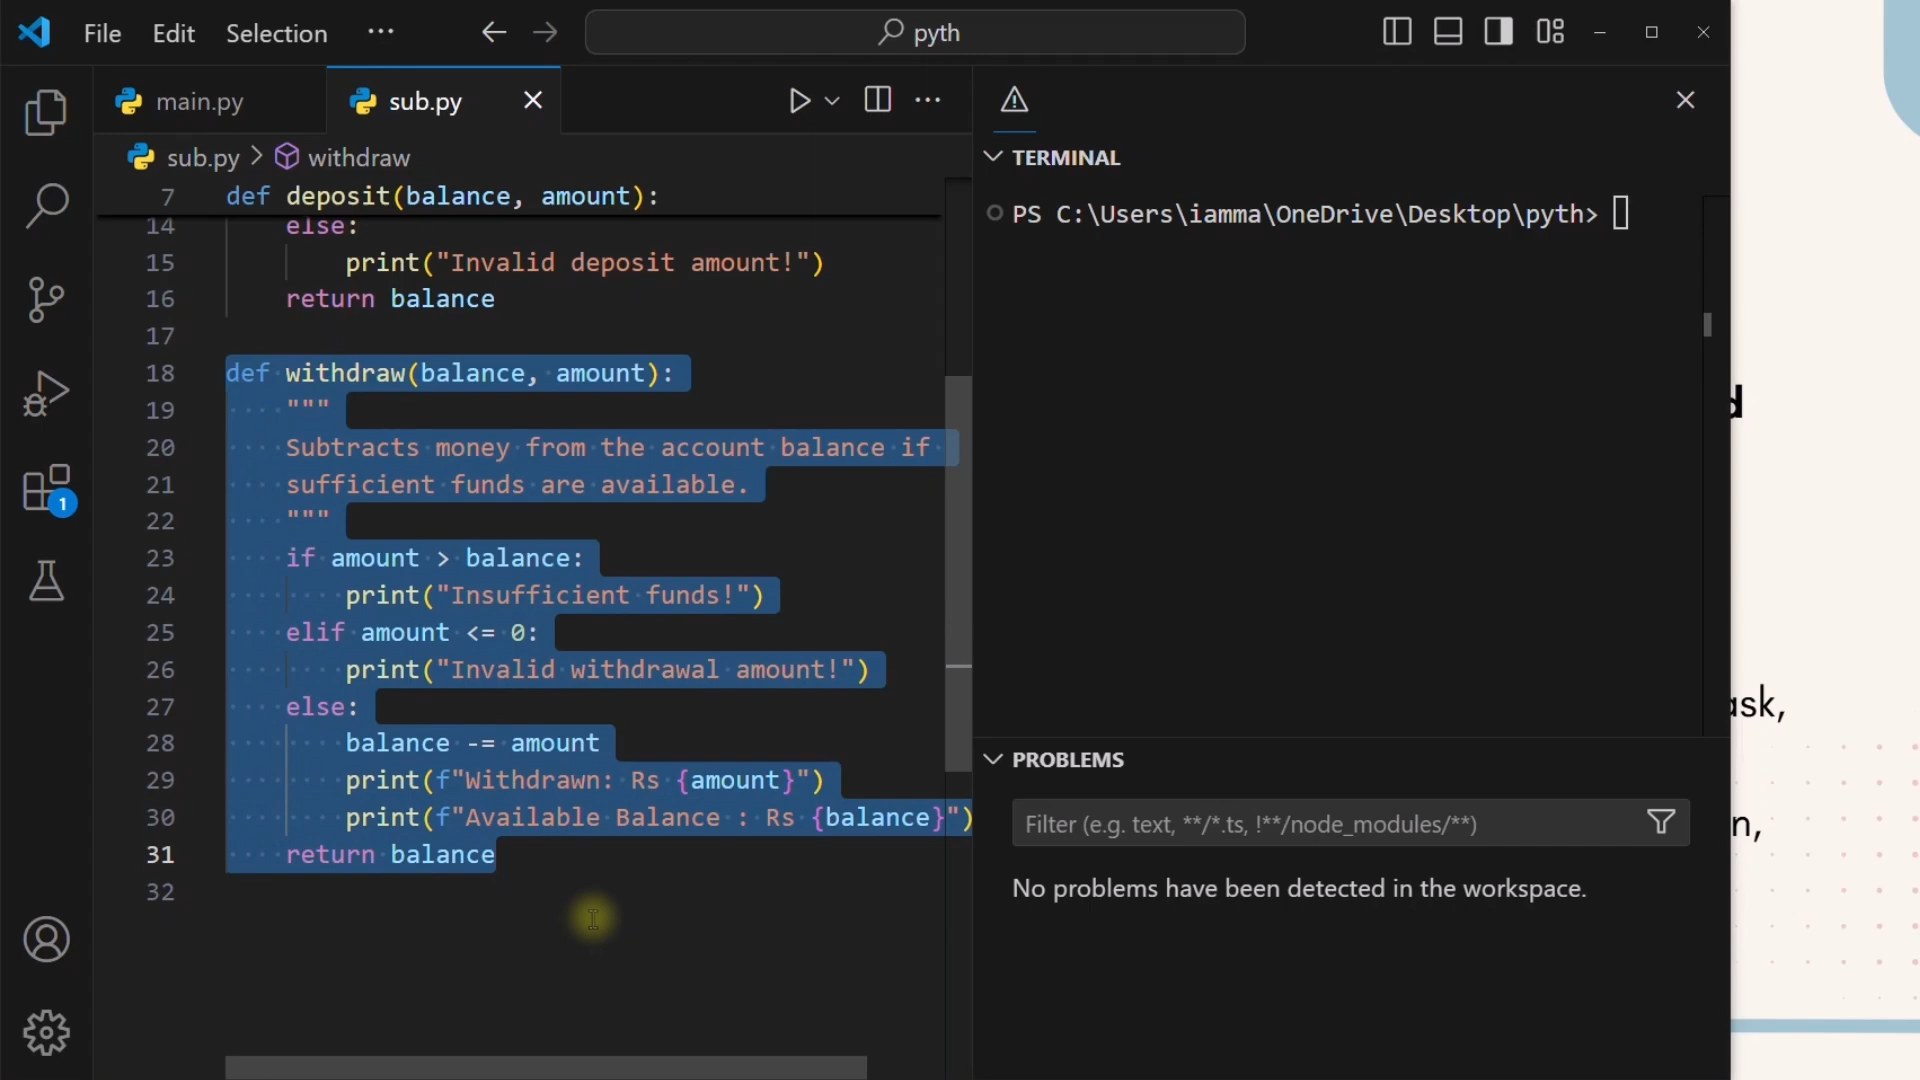 File Edit Selection ··· pyth
main.py sub.py
sub.py > withdraw
7 def deposit(balance, amount):
14 else:
15 print("Invalid deposit amount!")
16 return balance
17
18 def withdraw(balance, amount):
19 """
20 Subtracts money from the account balance if
21 sufficient funds are available.
22 """
23 if amount > balance:
24 print("Insufficient funds!")
25 elif amount <= 0:
26 print("Invalid withdrawal amount!")
27 else:
28 balance -= amount
29 print(f"Withdrawn: Rs {amount}")
30 print(f"Available Balance : Rs {balance}")
31 return balance
32
1
TERMINAL
PS C:\Users\iamma\OneDrive\Desktop\pyth>
PROBLEMS
Filter (e.g. text, **/*.ts, !**/node_modules/**)
No problems have been detected in the workspace.